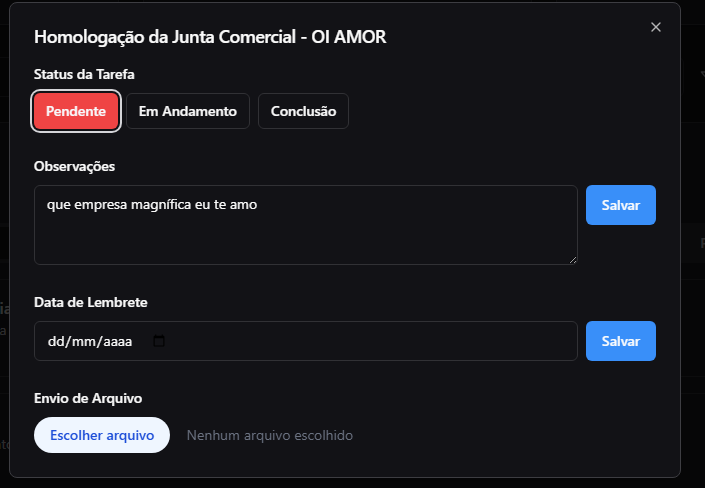 Homologação da Junta Comercial - OI AMOR
Status da Tarefa
Pendente Em Andamento Conclusão
Observações
que empresa magnífica eu te amo
Salvar
Data de Lembrete
dd/mm/aaaa
Salvar
Envio de Arquivo
Escolher arquivo Nenhum arquivo escolhido